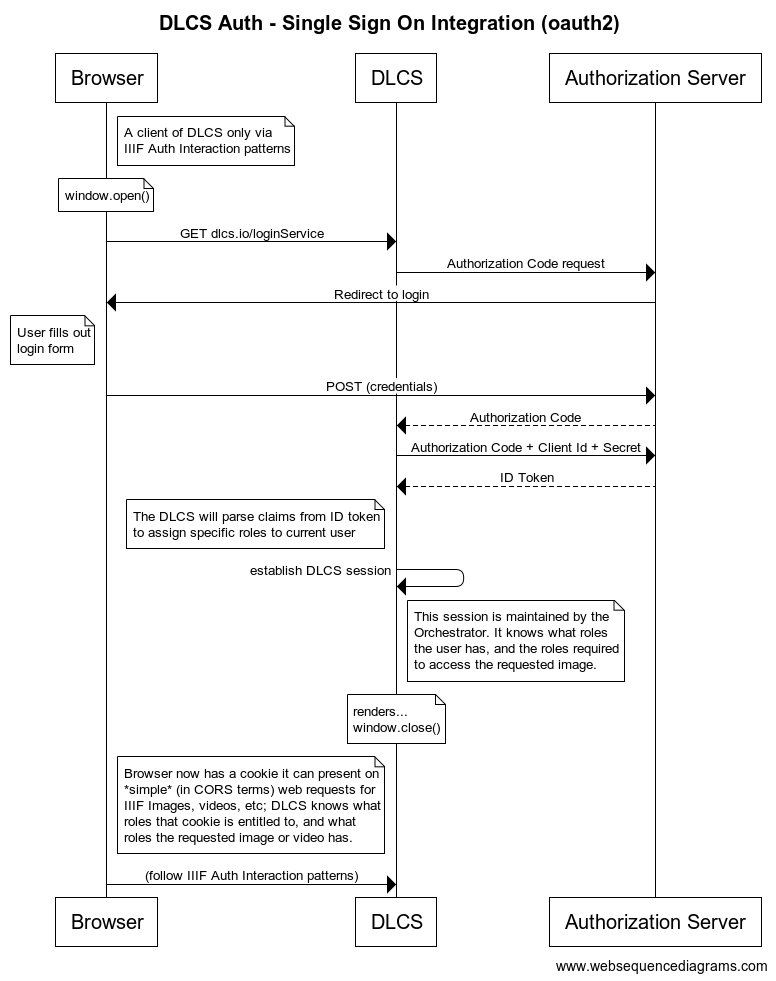 DLCS Auth - Single Sign On Integration (oauth2)
Browser
DLCS
Authorization Server
A client of DLCS only via
IIIF Auth Interaction patterns
window.open()
GET dlcs.io/loginService
Authorization Code request
Redirect to login
User fills out
login form
POST (credentials)
Authorization Code
Authorization Code + Client Id + Secret
ID Token
The DLCS will parse claims from ID token
to assign specific roles to current user
establish DLCS session
This session is maintained by the
Orchestrator. It knows what roles
the user has, and the roles required
to access the requested image.
renders...
window.close()
Browser now has a cookie it can present on
*simple* (in CORS terms) web requests for
IIIF Images, videos, etc; DLCS knows what
roles that cookie is entitled to, and what
roles the requested image or video has.
(follow IIIF Auth Interaction patterns)
Browser
DLCS
Authorization Server
www.websequencediagrams.com